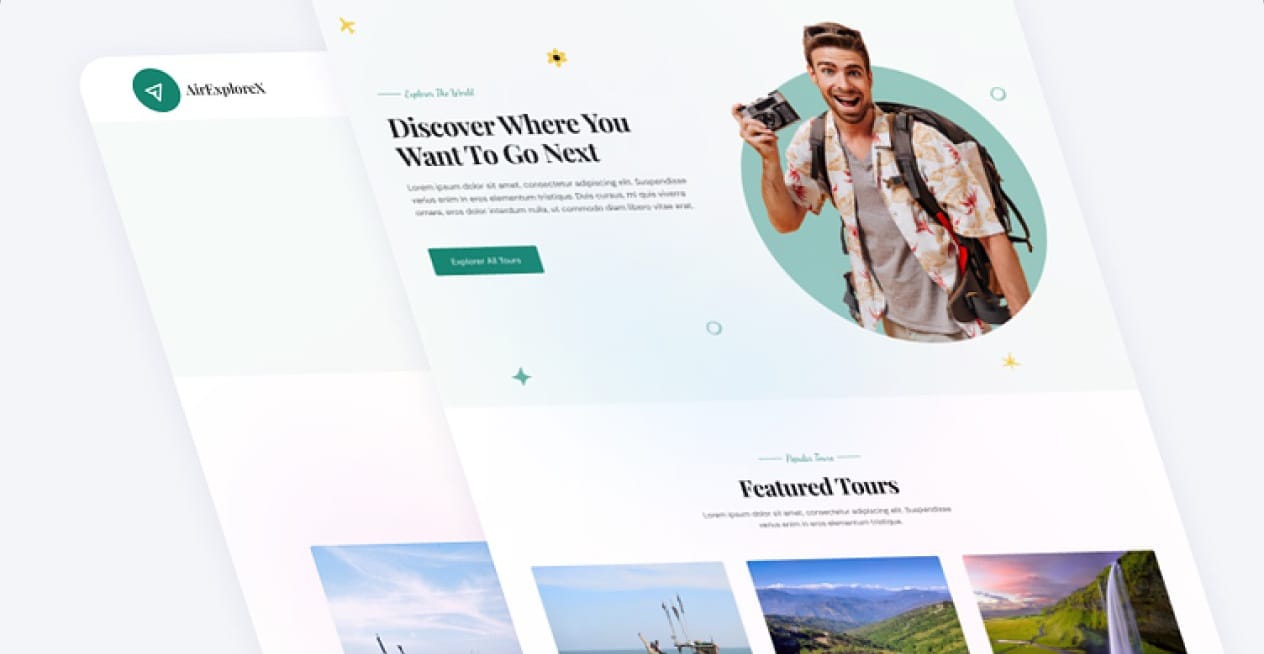 AirExploreX
Explorer The World
Discover Where You
Want To Go Next
Lorem ipsum dolor sit amet, consectetur adipiscing elit. Suspendisse
varius enim in eros elementum tristique. Duis cursus, mi quis viverra
ornare, eros dolor interdum nulla, ut commodo diam libero vitae erat.
Explorer All Tours
Popular Tours
Featured Tours
Lorem ipsum dolor sit amet, consectetur adipiscing elit. Suspendisse
varius enim in eros elementum tristique.